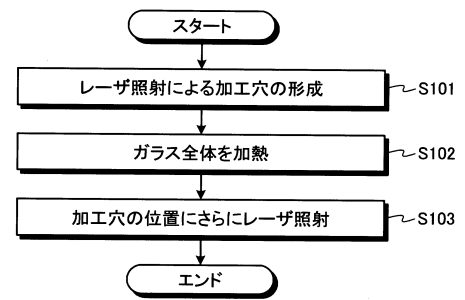 スタート
レーザ照射による加工穴の形成
S101
ガラス全体を加熱
S102
加工穴の位置にさらにレーザ照射
S103
エンド